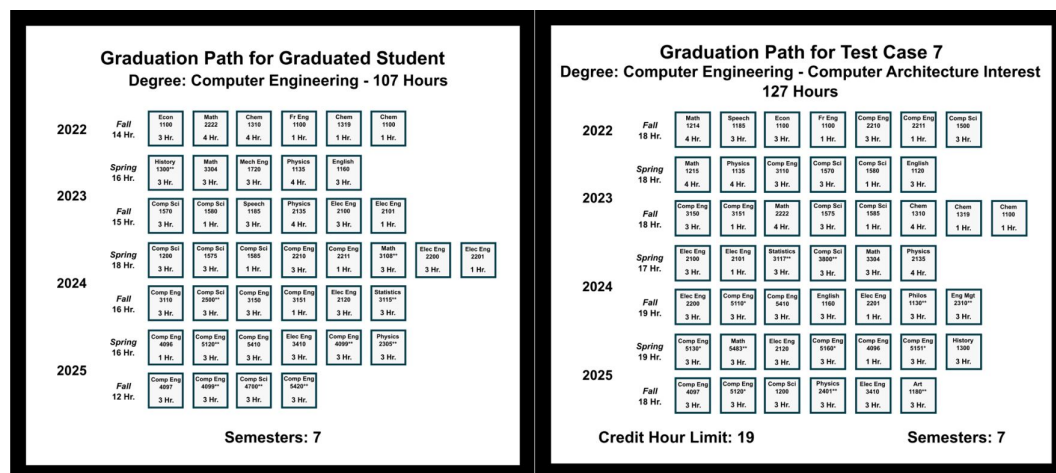 Graduation Path for Graduated Student
Degree: Computer Engineering - 107 Hours
2022
Fall
14 Hr.
Econ
1100
3 Hr.
Math
2222
4 Hr.
Chem
1310
4 Hr.
Fr Eng
1100
1 Hr.
Chem
1319
1 Hr.
Chem
1100
1 Hr.
2023
Spring
16 Hr.
History
1300**
3 Hr.
Math
3304
3 Hr.
Mech Eng
1720
3 Hr.
Physics
1135
4 Hr.
English
1160
3 Hr.
Fall
15 Hr.
Comp Sci
1570
3 Hr.
Comp Sci
1580
1 Hr.
Speech
1185
3 Hr.
Physics
2135
4 Hr.
Elec Eng
2100
3 Hr.
Elec Eng
2101
1 Hr.
2024
Spring
18 Hr.
Comp Sci
1200
3 Hr.
Comp Sci
1575
3 Hr.
Comp Sci
1585
1 Hr.
Comp Eng
2210
3 Hr.
Comp Eng
2211
1 Hr.
Math
3108**
3 Hr.
Elec Eng
2200
3 Hr.
Elec Eng
2201
1 Hr.
Fall
16 Hr.
Comp Eng
3110
3 Hr.
Comp Sci
2500**
3 Hr.
Comp Eng
3150
3 Hr.
Comp Eng
3151
1 Hr.
Elec Eng
2120
3 Hr.
Statistics
3115**
3 Hr.
2025
Spring
16 Hr.
Comp Eng
4096
1 Hr.
Comp Eng
5120**
3 Hr.
Comp Eng
5410
3 Hr.
Elec Eng
3410
3 Hr.
Comp Eng
4099**
3 Hr.
Physics
2305**
3 Hr.
Fall
12 Hr.
Comp Eng
4097
3 Hr.
Comp Eng
4099**
3 Hr.
Comp Sci
4700**
3 Hr.
Comp Eng
5420**
3 Hr.
Semesters: 7
Graduation Path for Test Case 7
Degree: Computer Engineering - Computer Architecture Interest
127 Hours
2022
Fall
18 Hr.
Math
1214
4 Hr.
Speech
1185
3 Hr.
Econ
1100
3 Hr.
Fr Eng
1100
1 Hr.
Comp Eng
2210
3 Hr.
Comp Eng
2211
1 Hr.
Comp Sci
1500
3 Hr.
2023
Spring
18 Hr.
Math
1215
4 Hr.
Physics
1135
4 Hr.
Comp Eng
3110
3 Hr.
Comp Sci
1570
3 Hr.
Comp Sci
1580
1 Hr.
English
1120
3 Hr.
Fall
18 Hr.
Comp Eng
3150
3 Hr.
Comp Eng
3151
1 Hr.
Math
2222
4 Hr.
Comp Sci
1575
3 Hr.
Comp Sci
1585
1 Hr.
Chem
1310
4 Hr.
Chem
1319
1 Hr.
Chem
1100
1 Hr.
2024
Spring
17 Hr.
Elec Eng
2100
3 Hr.
Elec Eng
2101
1 Hr.
Statistics
3117**
3 Hr.
Comp Sci
3800**
3 Hr.
Math
3304
3 Hr.
Physics
2135
4 Hr.
Fall
19 Hr.
Elec Eng
2200
3 Hr.
Comp Eng
5110*
3 Hr.
Comp Eng
5410
3 Hr.
English
1160
3 Hr.
Elec Eng
2201
1 Hr.
Philos
1130**
3 Hr.
Eng Mgt
2310**
3 Hr.
2025
Spring
19 Hr.
Comp Eng
5130*
3 Hr.
Math
5483**
3 Hr.
Elec Eng
2120
3 Hr.
Comp Eng
5160*
3 Hr.
Comp Eng
4096
1 Hr.
Comp Eng
5151*
3 Hr.
History
1300
3 Hr.
Fall
18 Hr.
Comp Eng
4097
3 Hr.
Comp Eng
5120*
3 Hr.
Comp Sci
1200
3 Hr.
Physics
2401**
3 Hr.
Elec Eng
3410
3 Hr.
Art
1180**
3 Hr.
Credit Hour Limit: 19
Semesters: 7